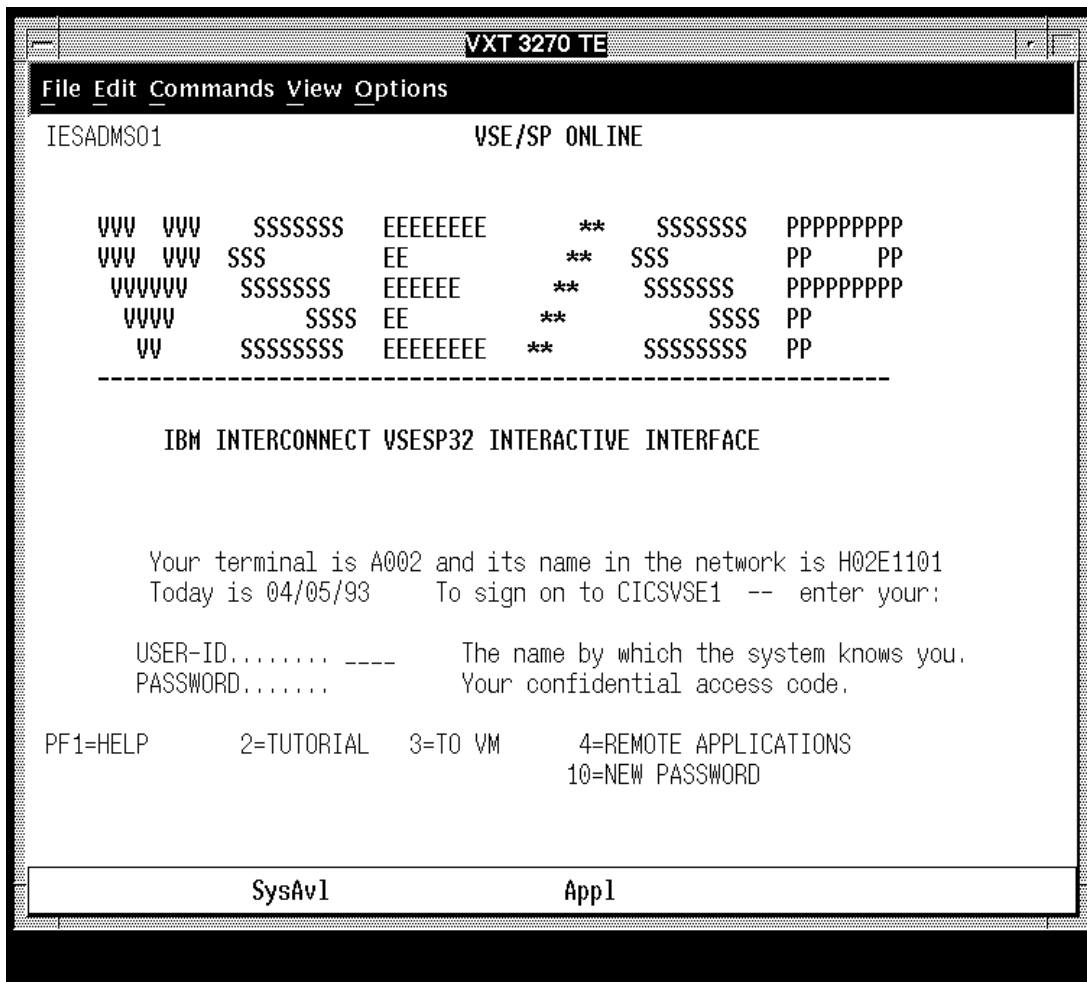 VXT 3270 TE
File Edit Commands View Options
IESADMSO1 VSE/SP ONLINE
VVV  VVV    SSSSSSS   EEEEEEEE       **    SSSSSSS   PPPPPPPPP
VVV  VVV  SSS         EE            **   SSS         PP     PP
 VVVVVV    SSSSSSS    EEEEEE       **     SSSSSSS    PPPPPPPPP
  VVVV          SSSS  EE          **           SSSS  PP
   VV      SSSSSSSS   EEEEEEEE   **       SSSSSSSS   PP
-------------------------------------------------------------
IBM INTERCONNECT VSESP32 INTERACTIVE INTERFACE
Your terminal is A002 and its name in the network is H02E1101
Today is 04/05/93     To sign on to CICSVSE1  --  enter your:
USER-ID........ ____     The name by which the system knows you.
PASSWORD.......          Your confidential access code.
PF1=HELP       2=TUTORIAL   3=TO VM      4=REMOTE APPLICATIONS
10=NEW PASSWORD
SysAvl Appl